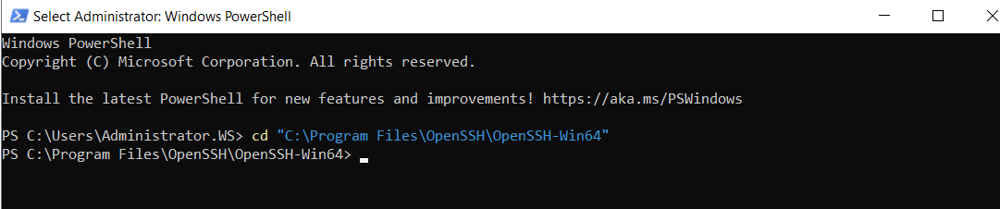 Select Administrator: Windows PowerShell
Windows PowerShell
Copyright (C) Microsoft Corporation. All rights reserved.
Install the latest PowerShell for new features and improvements! https://aka.ms/PSWindows
PS C:\Users\Administrator.WS> cd "C:\Program Files\OpenSSH\OpenSSH-Win64"
PS C:\Program Files\OpenSSH\OpenSSH-Win64>